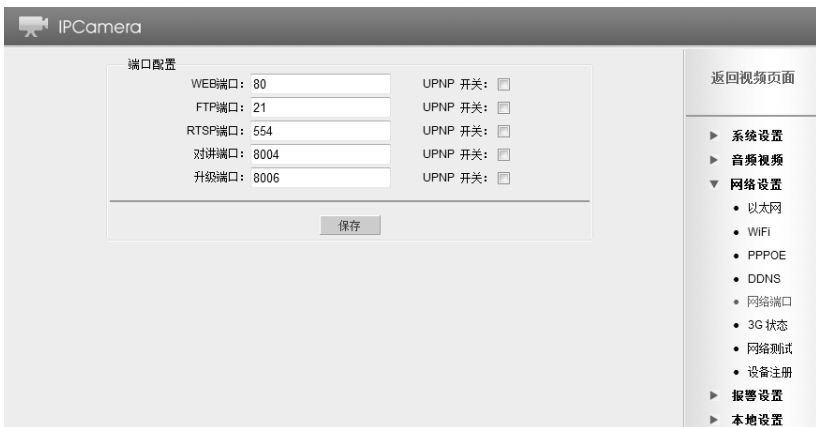 IPCamera
端口配置
WEB端口： 80 UPNP 开关：
FTP端口： 21 UPNP 开关：
RTSP端口： 554 UPNP 开关：
对讲端口： 8004 UPNP 开关：
升级端口： 8006 UPNP 开关：
保存
返回视频页面
系统设置
音频视频
网络设置
以太网
WiFi
PPPOE
DDNS
网络端口
3G 状态
网络测试
设备注册
报警设置
本地设置